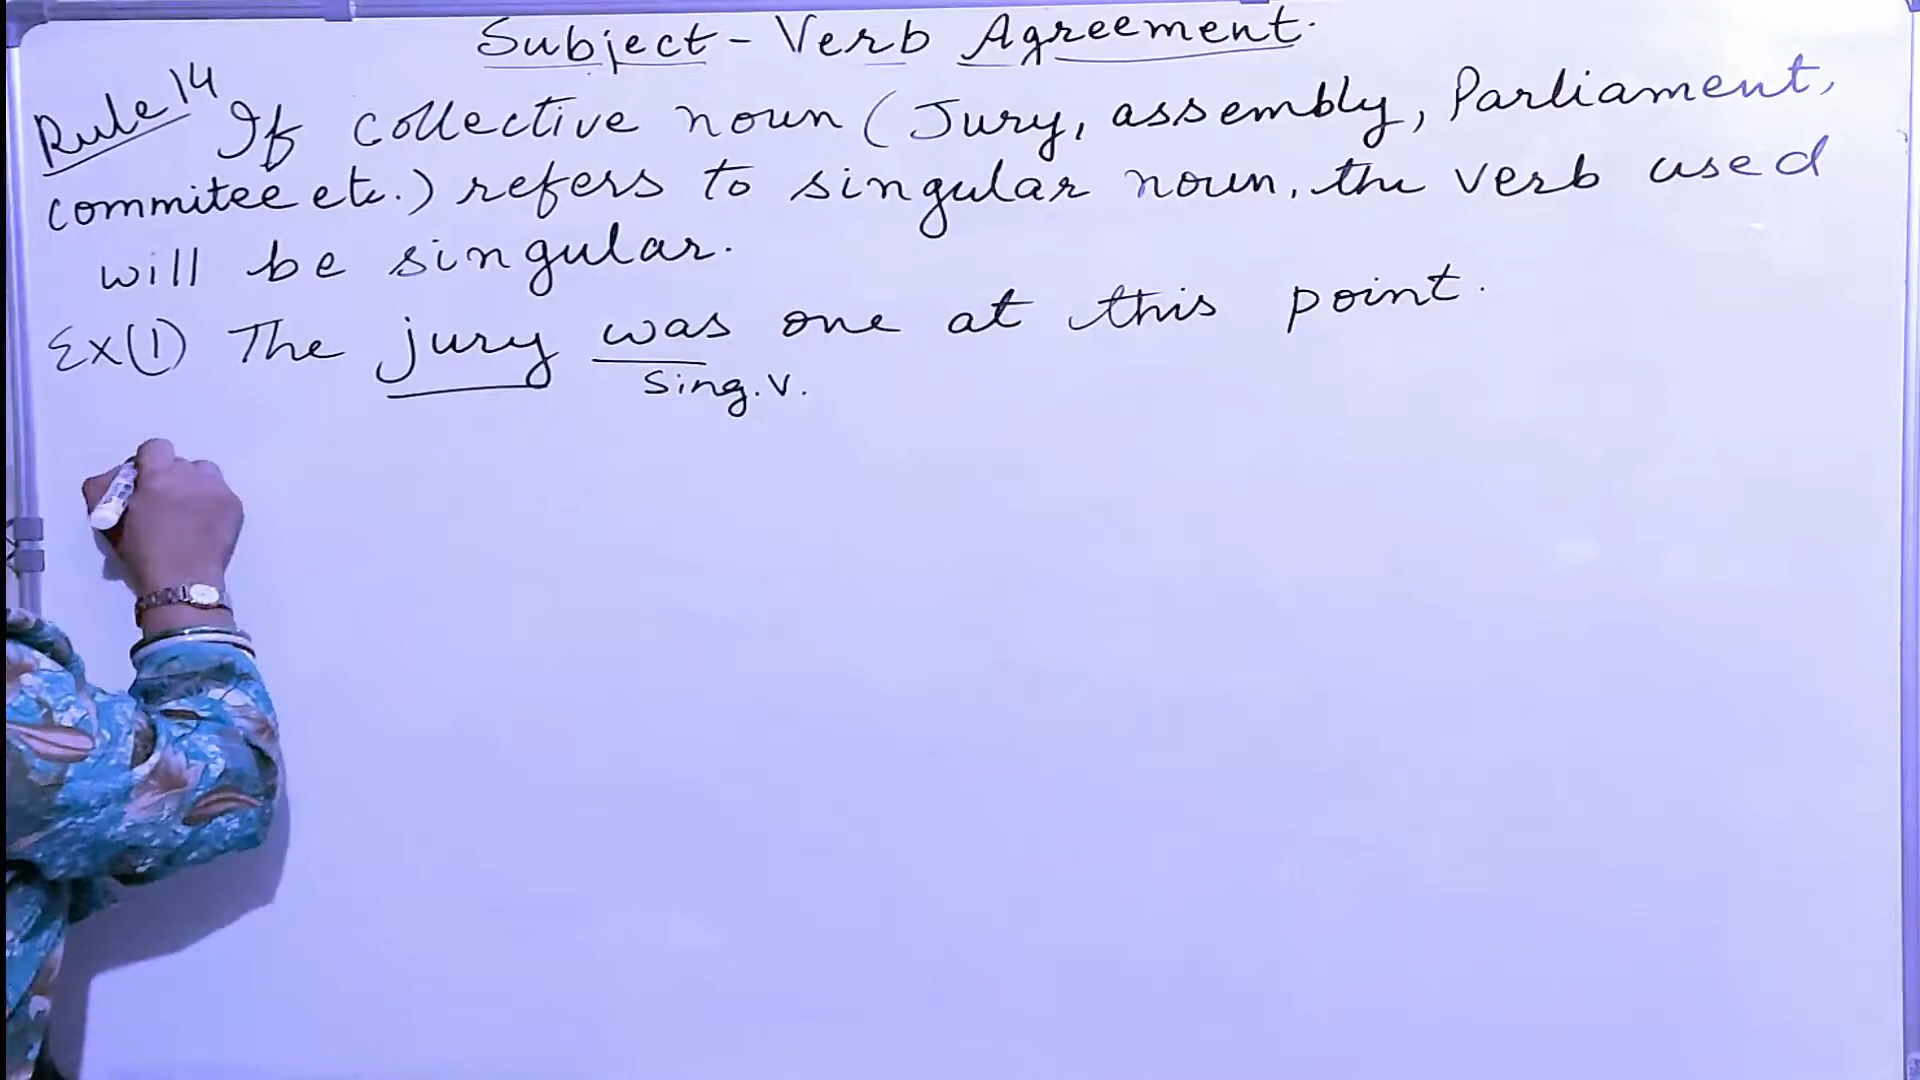 Subject - Verb Agreement.
Rule 14 If collective noun (Jury, assembly, Parliament,
commitee etc.) refers to singular noun, the verb used
will be singular.
Ex(1) The jury was one at this point.
Sing.V.